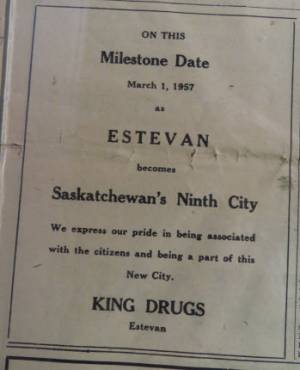 ON THIS
Milestone Date
March 1, 1957
as
ESTEVAN
becomes
Saskatchewan's Ninth City
We express our pride in being associated
with the citizens and being a part of this
New City.
KING DRUGS
Estevan